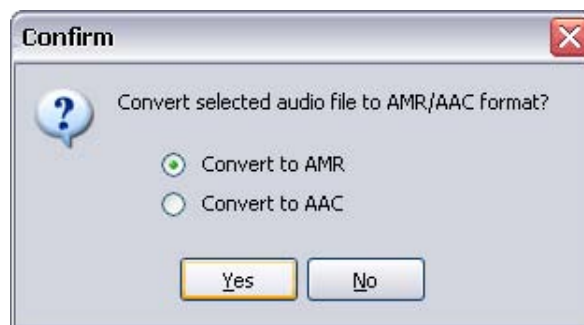 Confirm
Convert selected audio file to AMR/AAC format?
Convert to AMR
Convert to AAC
Yes No